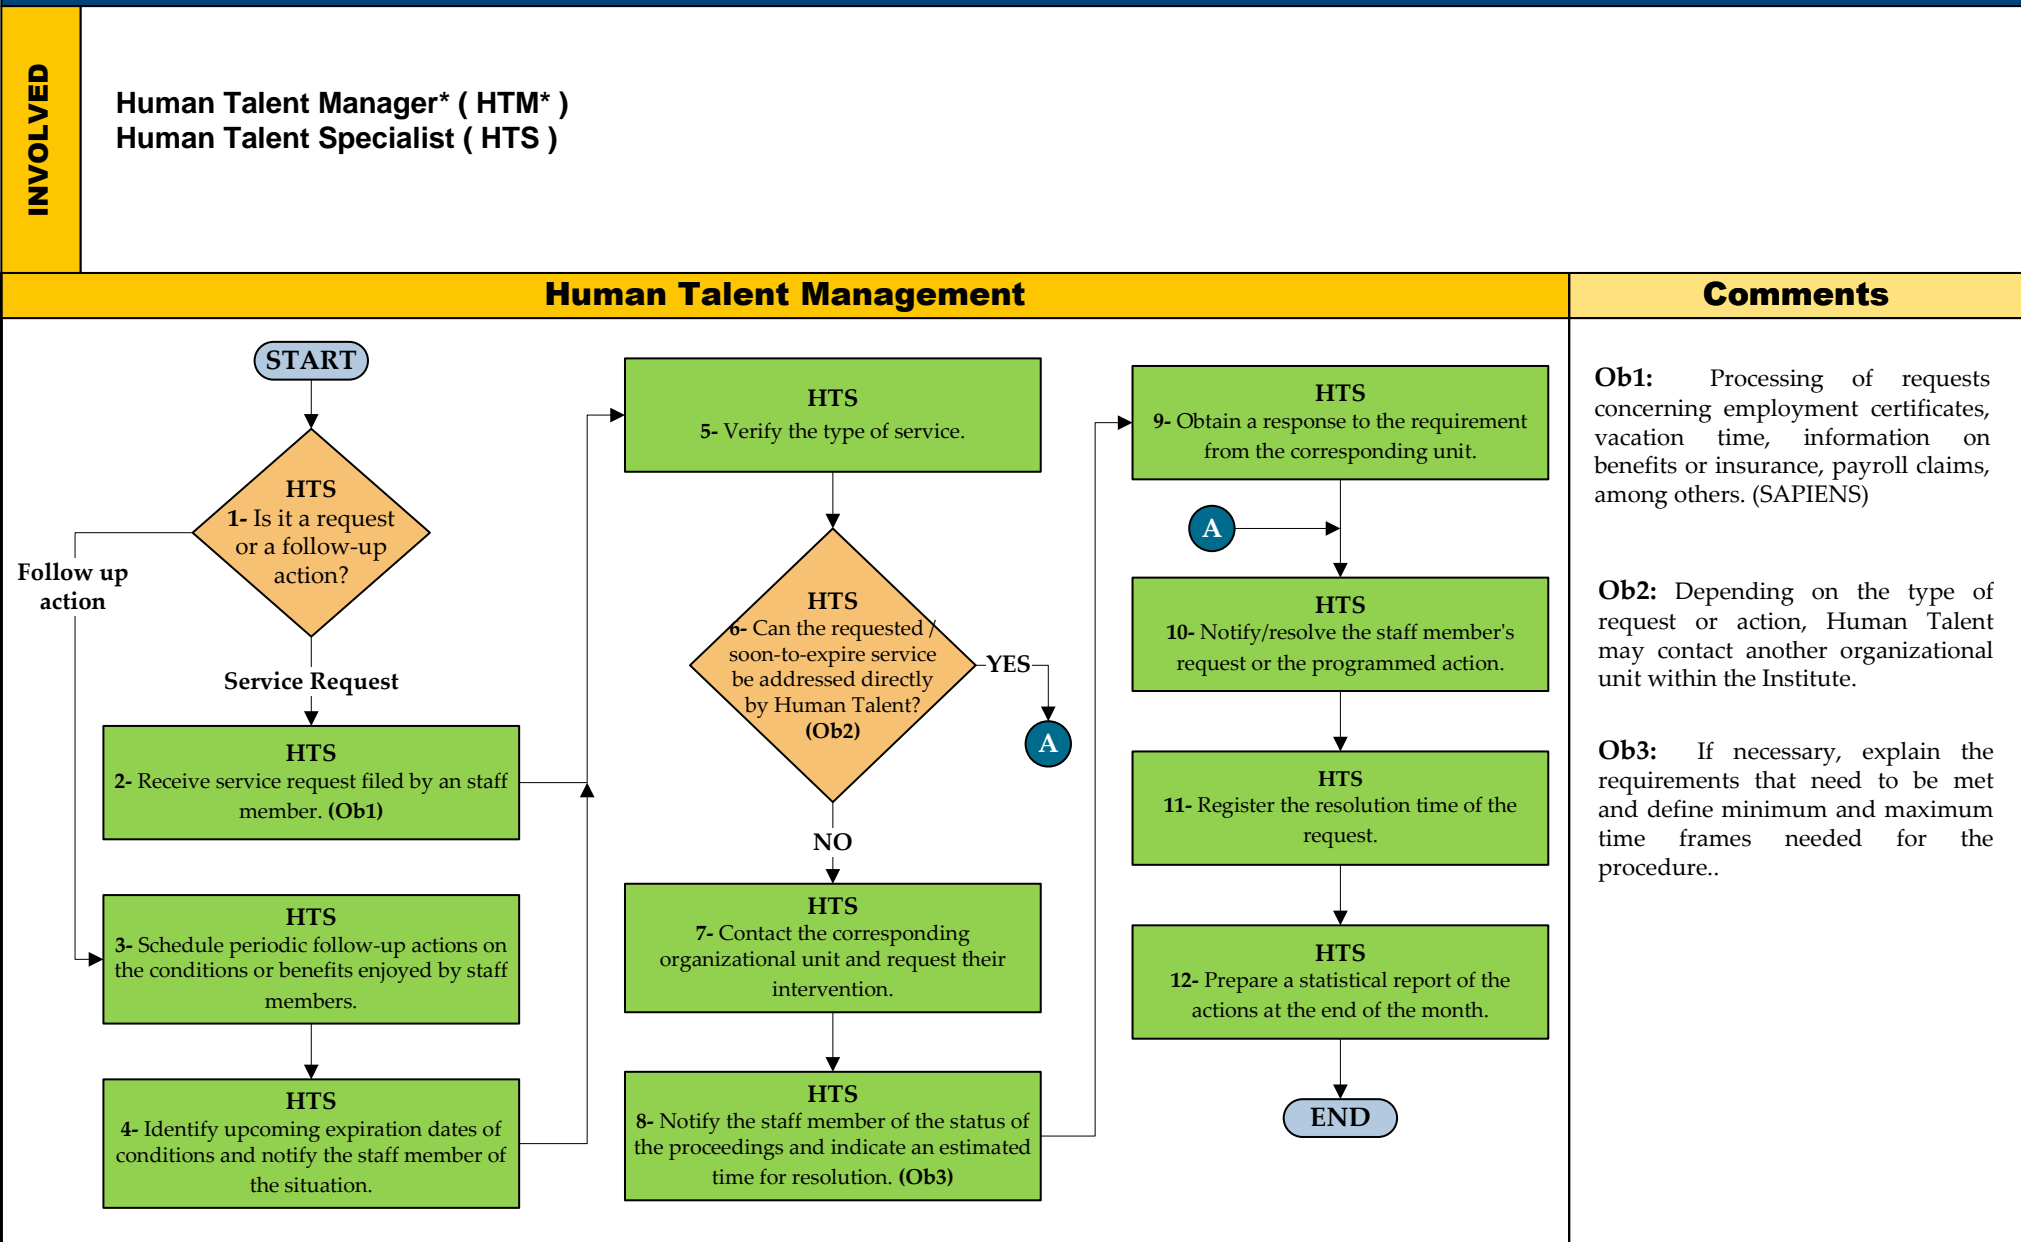 INVOLVED
Human Talent Manager* ( HTM* )
Human Talent Specialist ( HTS )
Human Talent Management
Comments
START
HTS
1- Is it a request
or a follow-up
action?
Follow up
action
Service Request
HTS
2- Receive service request filed by an staff
member. (Ob1)
HTS
3- Schedule periodic follow-up actions on
the conditions or benefits enjoyed by staff
members.
HTS
4- Identify upcoming expiration dates of
conditions and notify the staff member of
the situation.
HTS
5- Verify the type of service.
HTS
6- Can the requested /
soon-to-expire service
be addressed directly
by Human Talent?
(Ob2)
YES
A
NO
HTS
7- Contact the corresponding
organizational unit and request their
intervention.
HTS
8- Notify the staff member of the status of
the proceedings and indicate an estimated
time for resolution. (Ob3)
HTS
9- Obtain a response to the requirement
from the corresponding unit.
A
HTS
10- Notify/resolve the staff member's
request or the programmed action.
HTS
11- Register the resolution time of the
request.
HTS
12- Prepare a statistical report of the
actions at the end of the month.
END
Ob1: Processing of requests
concerning employment certificates,
vacation time, information on
benefits or insurance, payroll claims,
among others. (SAPIENS)
Ob2: Depending on the type of
request or action, Human Talent
may contact another organizational
unit within the Institute.
Ob3: If necessary, explain the
requirements that need to be met
and define minimum and maximum
time frames needed for the
procedure..